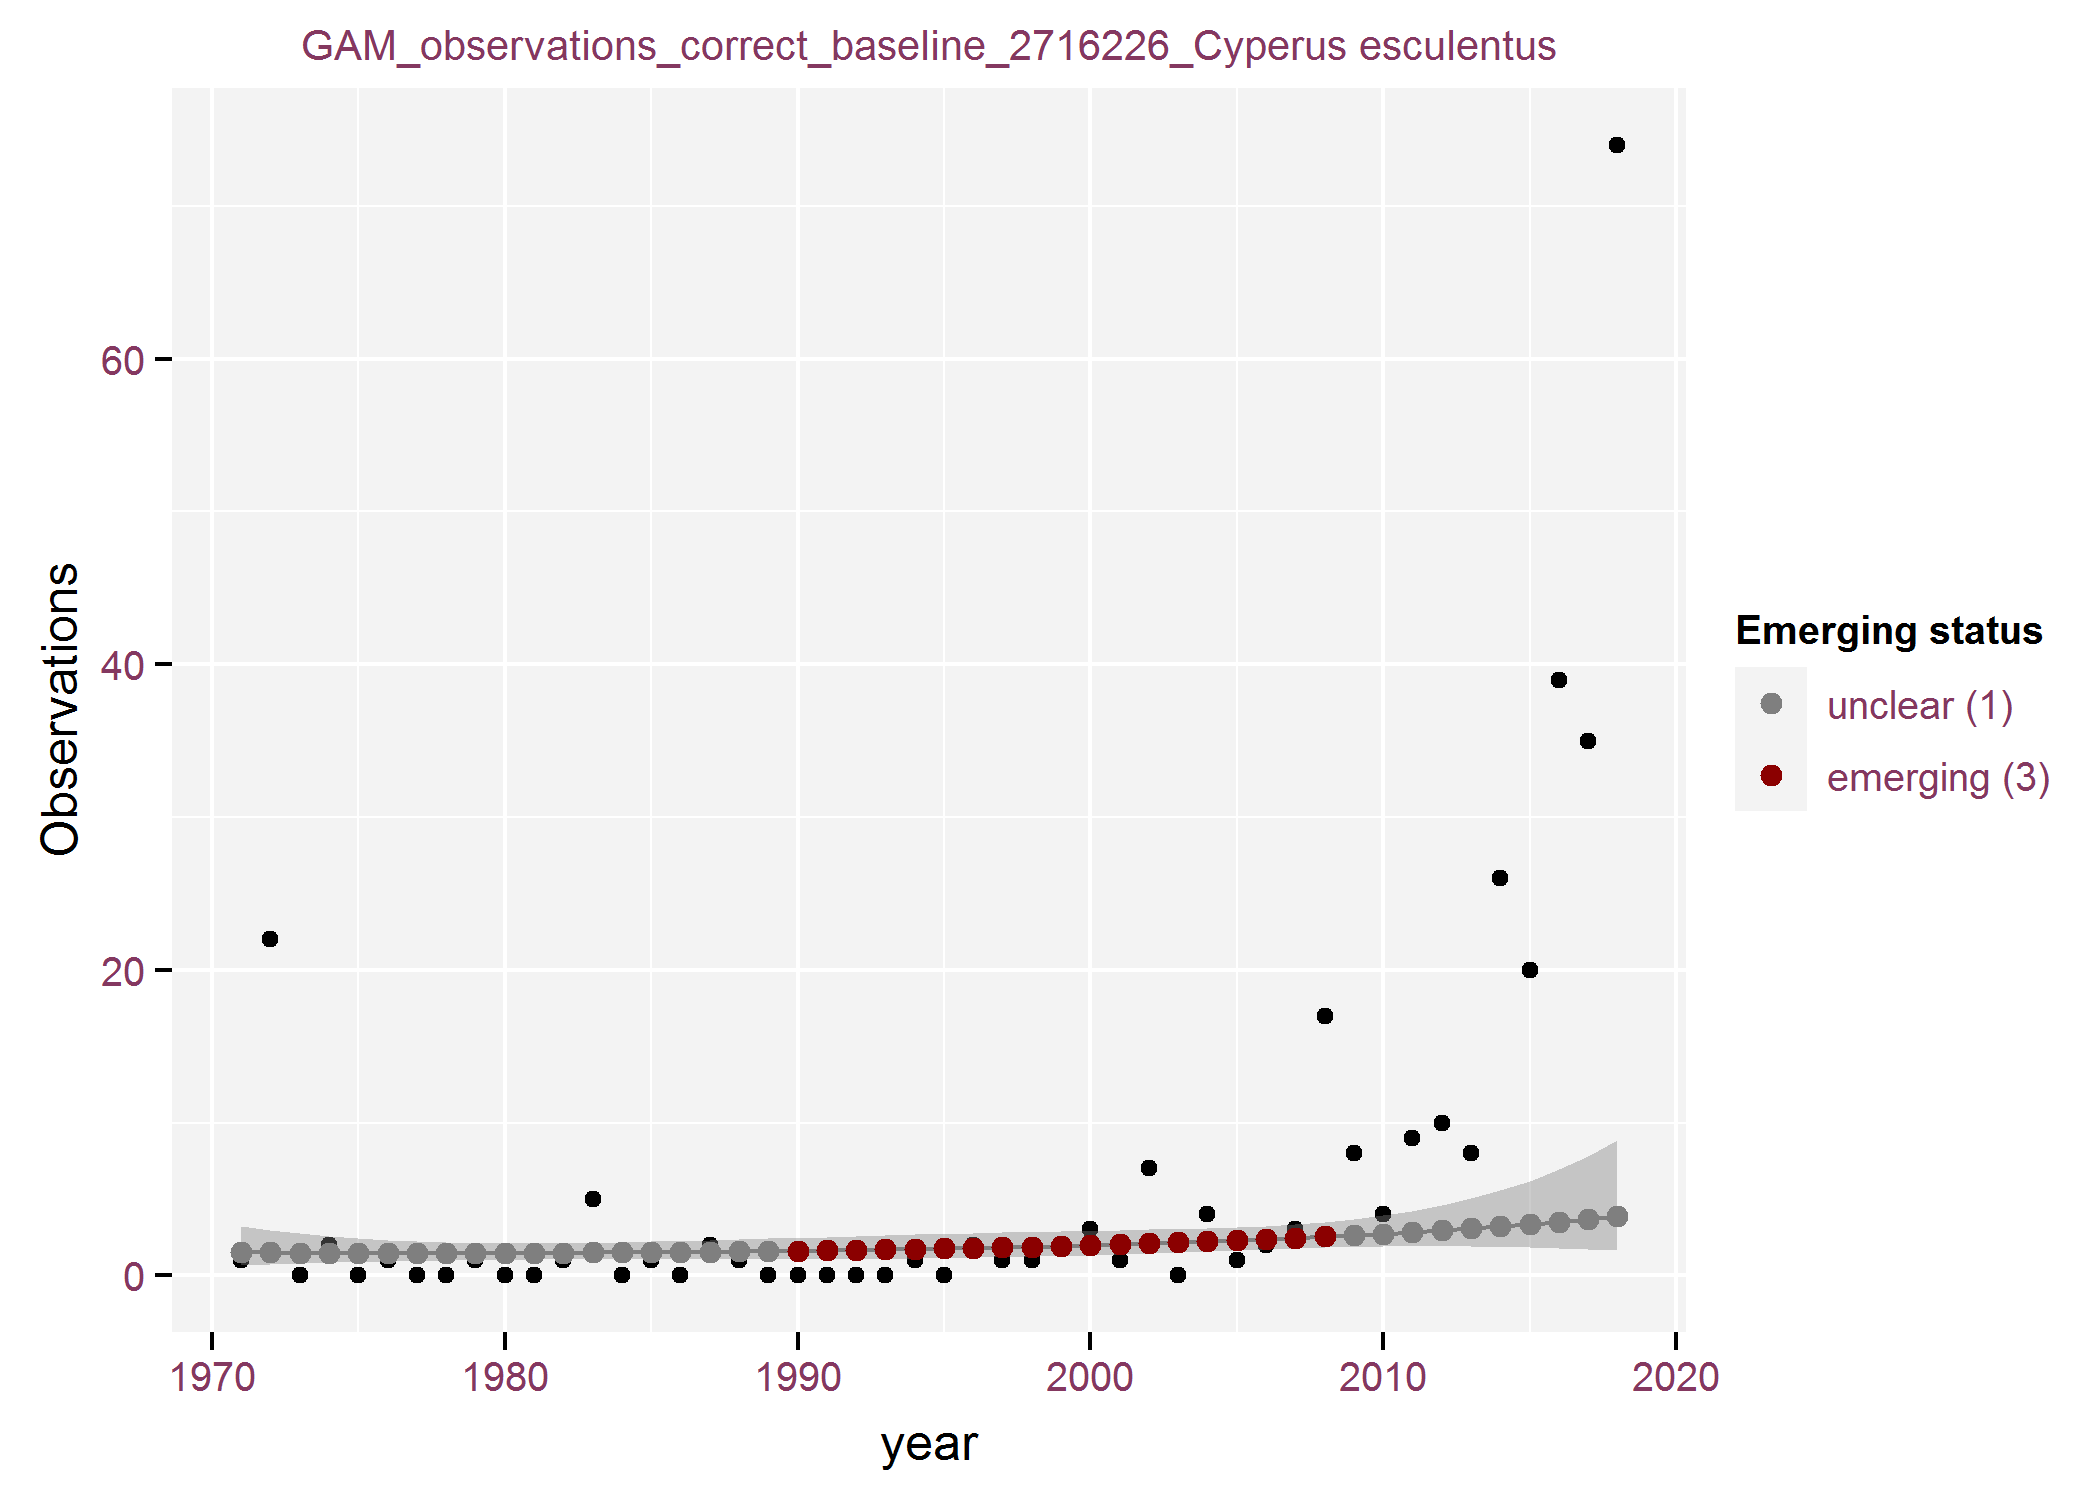 GAM_observations_correct_baseline_2716226_Cyperus esculentus
Observations
60
40
20
0
1970 1980 1990 2000 2010 2020
year
Emerging status
unclear (1)
emerging (3)